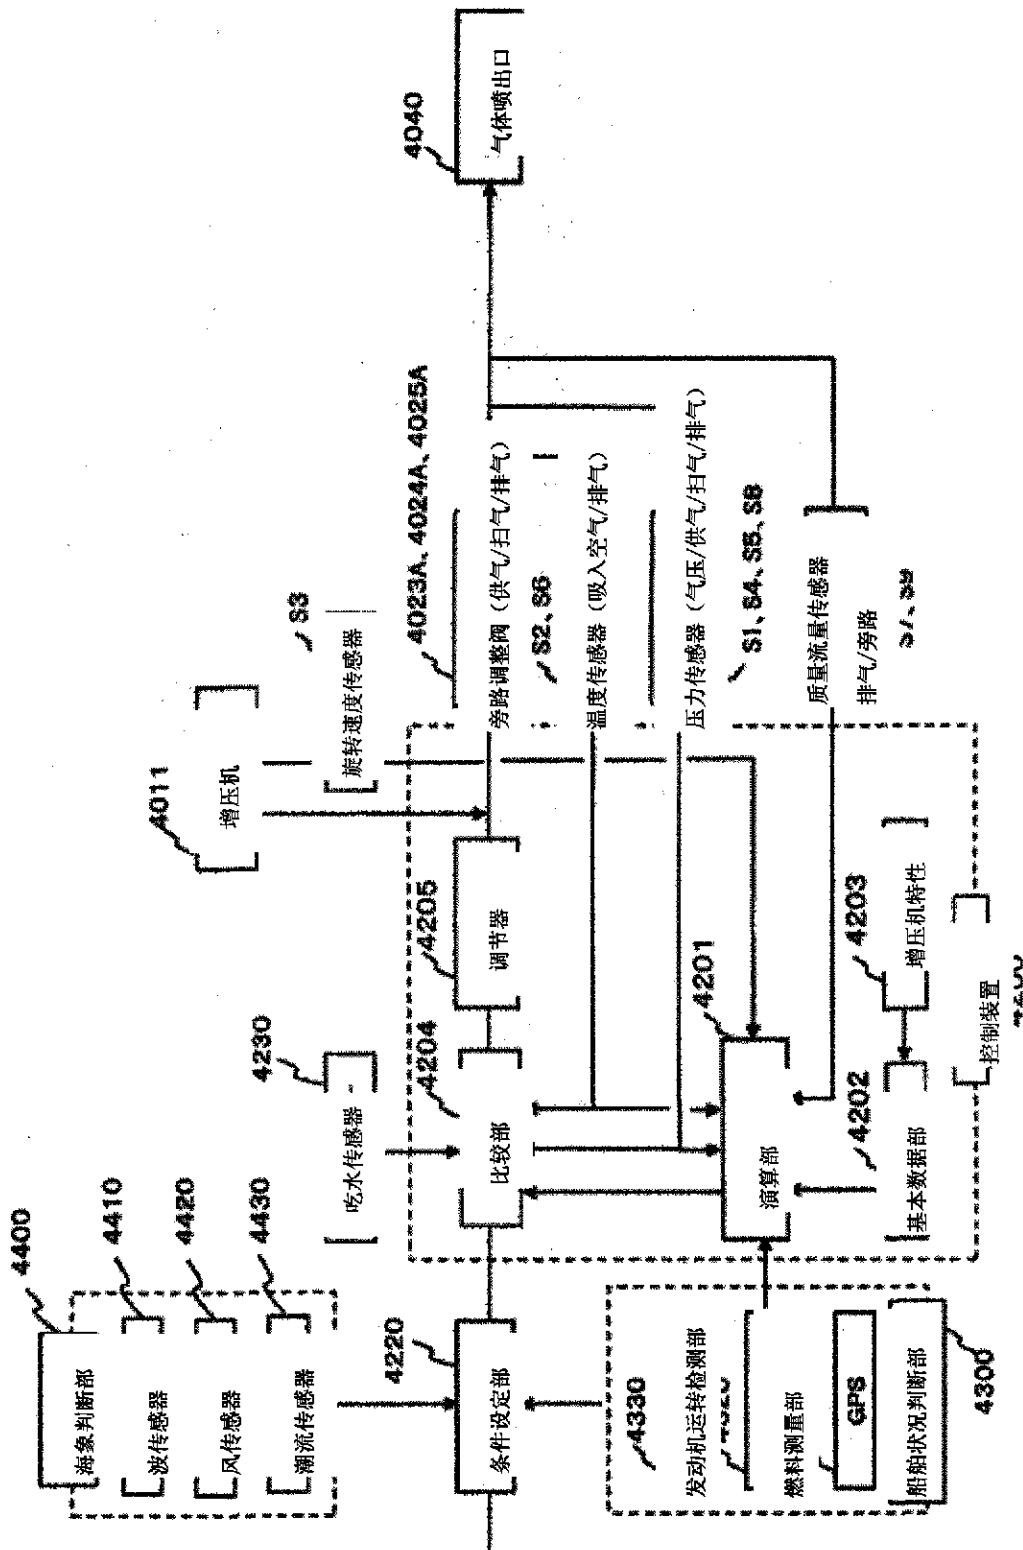 4400
海象判断部
4410
波传感器
4420
风传感器
4430
潮流传感器
4220
条件设定部
4330
发动机运转检测部
燃料测量部
GPS
船舶状况判断部
4300
4230
吃水传感器
4204
比较部
4205
调节器
4201
演算部
4202
基本数据部
4203
增压机特性
控制装置
4011
增压机
S3
旋转速度传感器
4023A、4024A、4025A
旁路调整阀（供气/扫气/排气）
S2、S6
温度传感器（吸入空气/排气）
压力传感器（气压/供气/扫气/排气）
S1、S4、S5、S8
质量流量传感器
排气/旁路
4040
气体喷出口